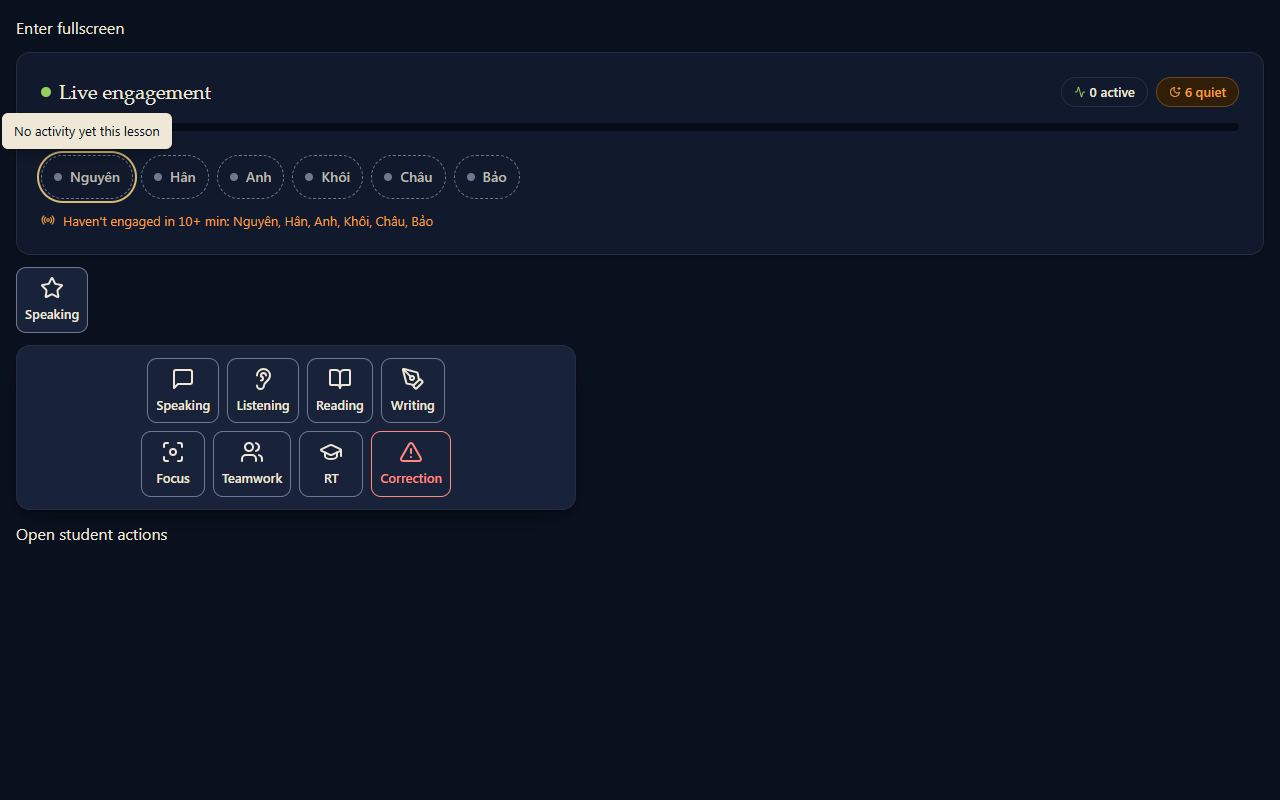 Enter fullscreen
Live engagement
0 active
6 quiet
No activity yet this lesson
Nguyên
Hân
Anh
Khôi
Châu
Bảo
Haven't engaged in 10+ min: Nguyên, Hân, Anh, Khôi, Châu, Bảo
Speaking
Speaking
Listening
Reading
Writing
Focus
Teamwork
RT
Correction
Open student actions